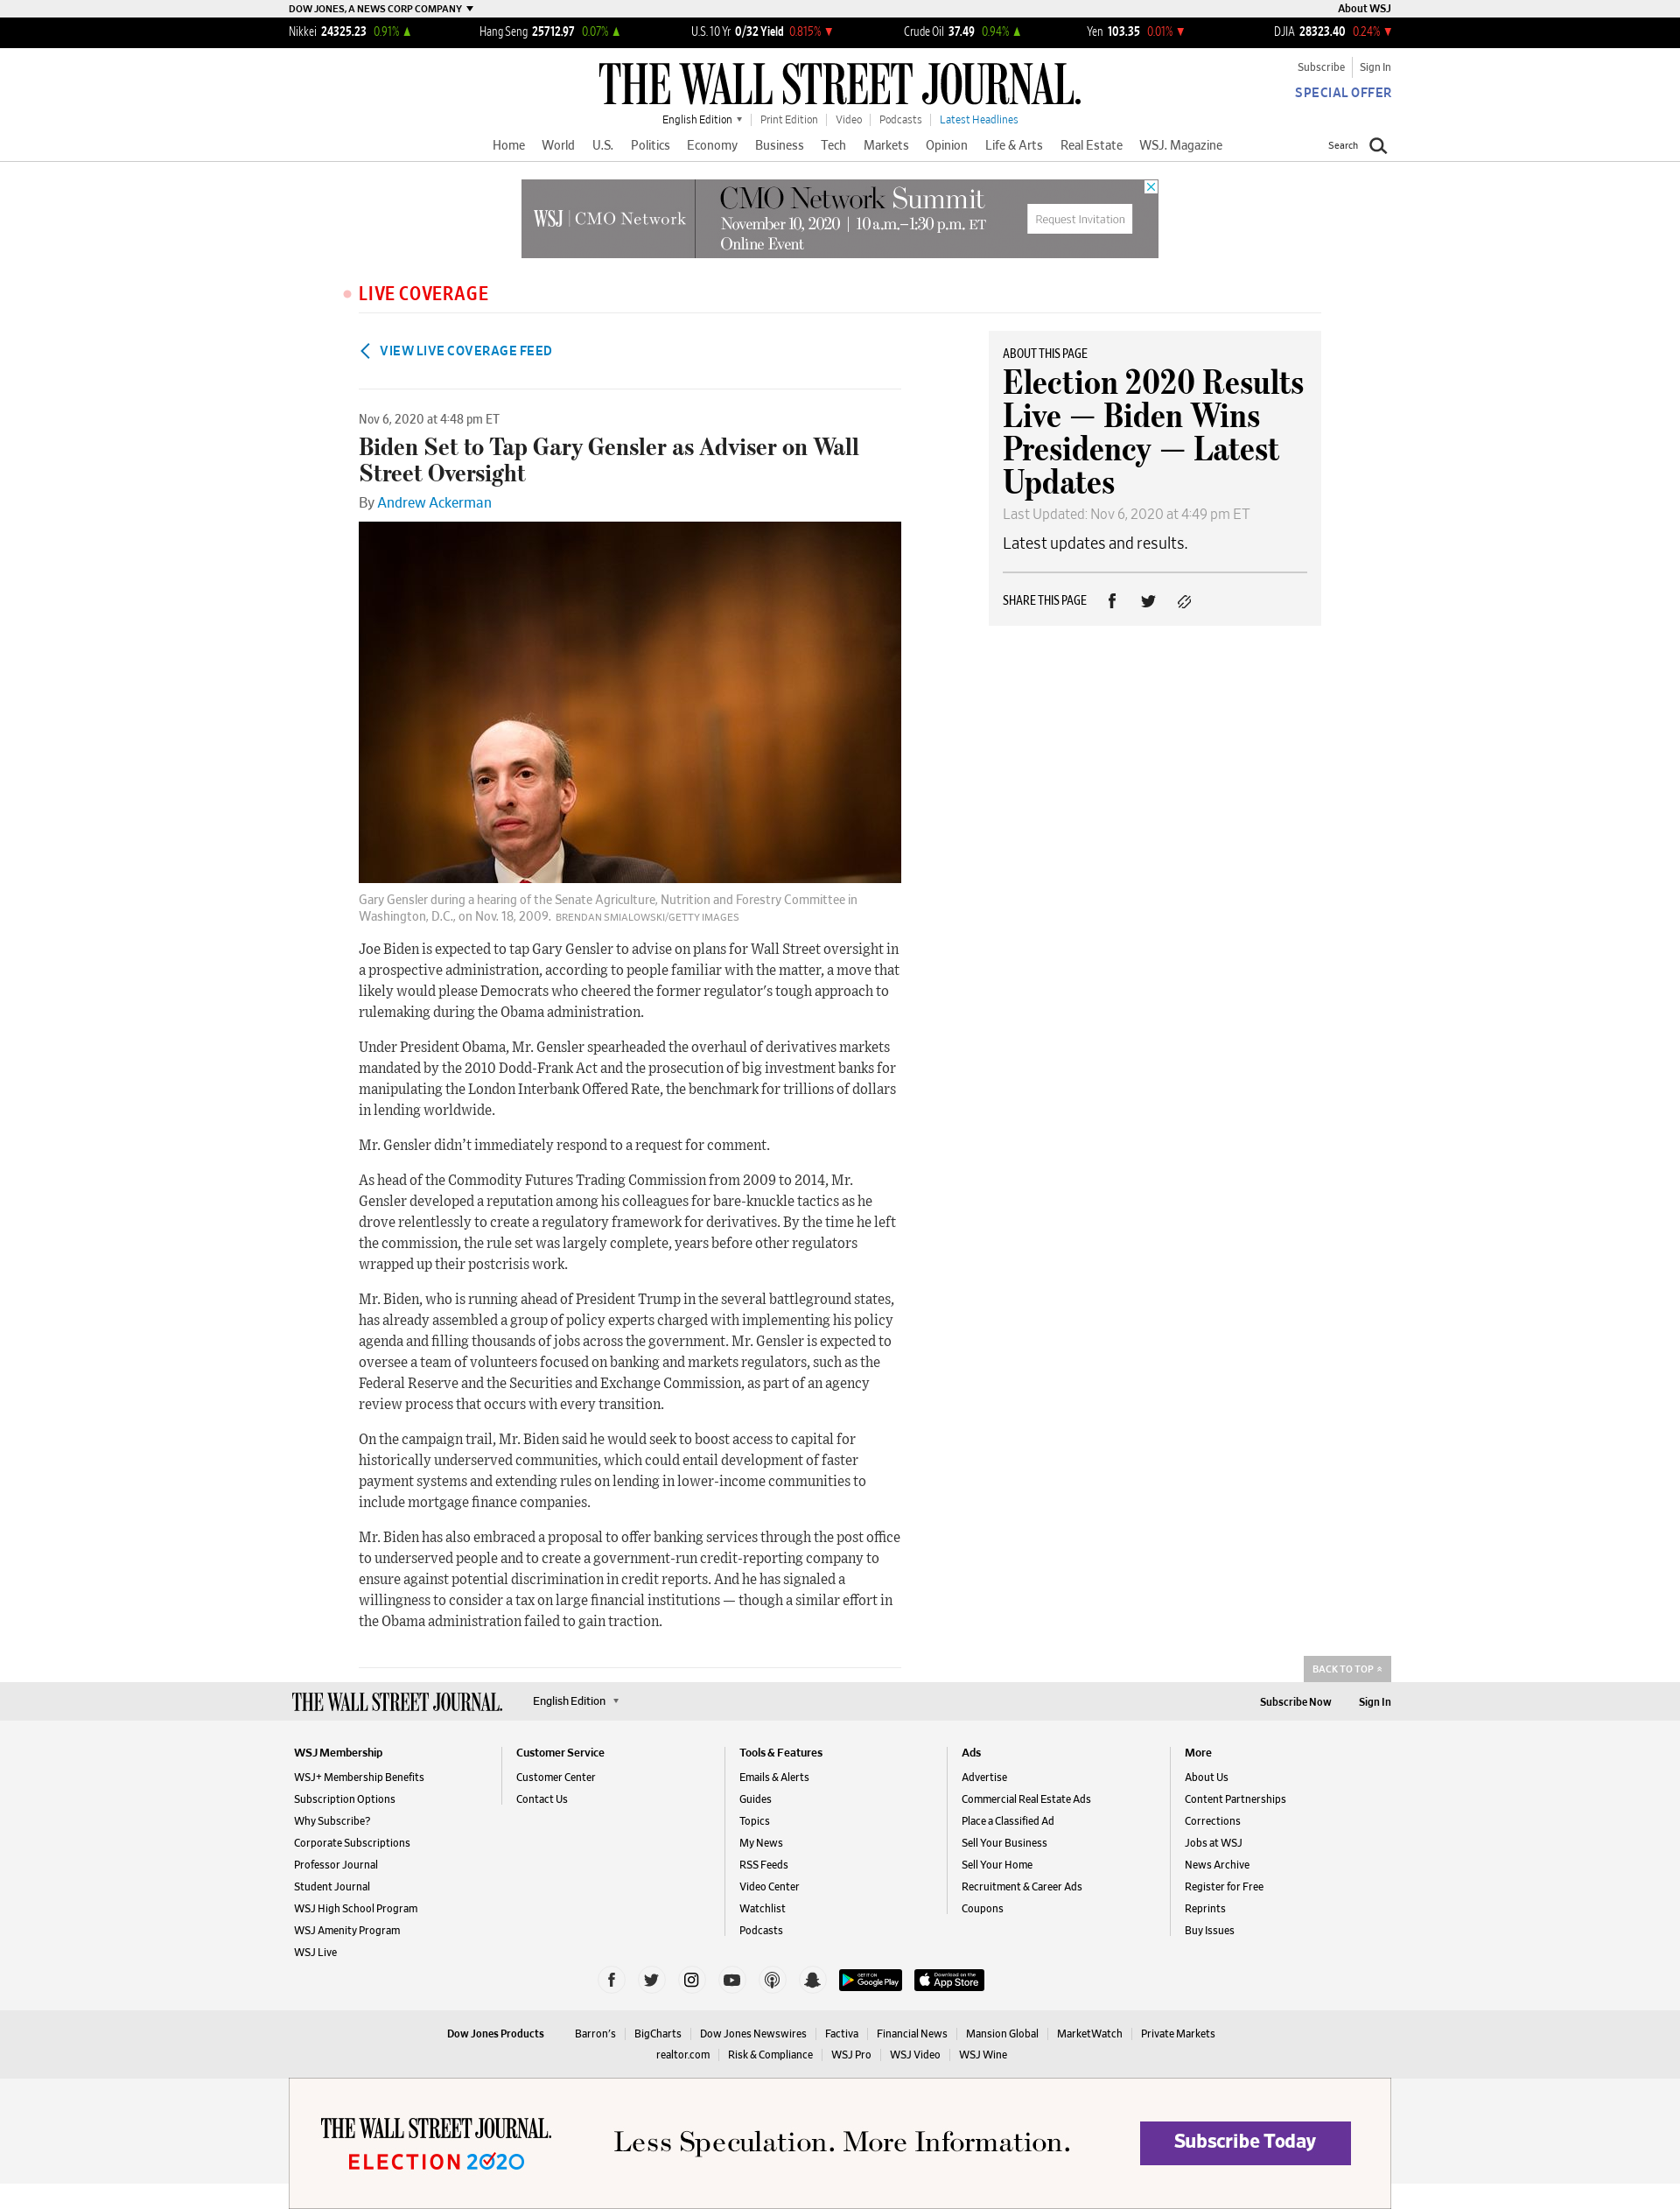 DOW JONES, A NEWS CORP COMPANY
About WSJ
Nikkei 24325.23 0.91% Hang Seng 25712.97 0.07% U.S. 10 Yr 0/32 Yield 0.815% Crude Oil 37.49 0.94% Yen 103.35 0.01% DJIA 28323.40 0.24%
THE WALL STREET JOURNAL.
Subscribe Sign In
SPECIAL OFFER
English Edition Print Edition Video Podcasts Latest Headlines
Home World U.S. Politics Economy Business Tech Markets Opinion Life & Arts Real Estate WSJ. Magazine Search
WSJ CMO Network
CMO Network Summit
November 10, 2020 | 10 a.m.–1:30 p.m. ET
Online Event
Request Invitation
LIVE COVERAGE
VIEW LIVE COVERAGE FEED
Nov 6, 2020 at 4:48 pm ET
Biden Set to Tap Gary Gensler as Adviser on Wall
Street Oversight
By Andrew Ackerman
Gary Gensler during a hearing of the Senate Agriculture, Nutrition and Forestry Committee in
Washington, D.C., on Nov. 18, 2009. BRENDAN SMIALOWSKI/GETTY IMAGES
Joe Biden is expected to tap Gary Gensler to advise on plans for Wall Street oversight in
a prospective administration, according to people familiar with the matter, a move that
likely would please Democrats who cheered the former regulator's tough approach to
rulemaking during the Obama administration.
Under President Obama, Mr. Gensler spearheaded the overhaul of derivatives markets
mandated by the 2010 Dodd-Frank Act and the prosecution of big investment banks for
manipulating the London Interbank Offered Rate, the benchmark for trillions of dollars
in lending worldwide.
Mr. Gensler didn’t immediately respond to a request for comment.
As head of the Commodity Futures Trading Commission from 2009 to 2014, Mr.
Gensler developed a reputation among his colleagues for bare-knuckle tactics as he
drove relentlessly to create a regulatory framework for derivatives. By the time he left
the commission, the rule set was largely complete, years before other regulators
wrapped up their postcrisis work.
Mr. Biden, who is running ahead of President Trump in the several battleground states,
has already assembled a group of policy experts charged with implementing his policy
agenda and filling thousands of jobs across the government. Mr. Gensler is expected to
oversee a team of volunteers focused on banking and markets regulators, such as the
Federal Reserve and the Securities and Exchange Commission, as part of an agency
review process that occurs with every transition.
On the campaign trail, Mr. Biden said he would seek to boost access to capital for
historically underserved communities, which could entail development of faster
payment systems and extending rules on lending in lower-income communities to
include mortgage finance companies.
Mr. Biden has also embraced a proposal to offer banking services through the post office
to underserved people and to create a government-run credit-reporting company to
ensure against potential discrimination in credit reports. And he has signaled a
willingness to consider a tax on large financial institutions — though a similar effort in
the Obama administration failed to gain traction.
ABOUT THIS PAGE
Election 2020 Results
Live — Biden Wins
Presidency — Latest
Updates
Last Updated: Nov 6, 2020 at 4:49 pm ET
Latest updates and results.
SHARE THIS PAGE
BACK TO TOP
THE WALL STREET JOURNAL.
English Edition
Subscribe Now Sign In
WSJ Membership
WSJ+ Membership Benefits
Subscription Options
Why Subscribe?
Corporate Subscriptions
Professor Journal
Student Journal
WSJ High School Program
WSJ Amenity Program
WSJ Live
Customer Service
Customer Center
Contact Us
Tools & Features
Emails & Alerts
Guides
Topics
My News
RSS Feeds
Video Center
Watchlist
Podcasts
Ads
Advertise
Commercial Real Estate Ads
Place a Classified Ad
Sell Your Business
Sell Your Home
Recruitment & Career Ads
Coupons
More
About Us
Content Partnerships
Corrections
Jobs at WSJ
News Archive
Register for Free
Reprints
Buy Issues
GET IT ON
Google Play
Download on the
App Store
Dow Jones Products Barron's BigCharts Dow Jones Newswires Factiva Financial News Mansion Global MarketWatch Private Markets
realtor.com Risk & Compliance WSJ Pro WSJ Video WSJ Wine
THE WALL STREET JOURNAL.
ELECTION 2020
Less Speculation. More Information.
Subscribe Today